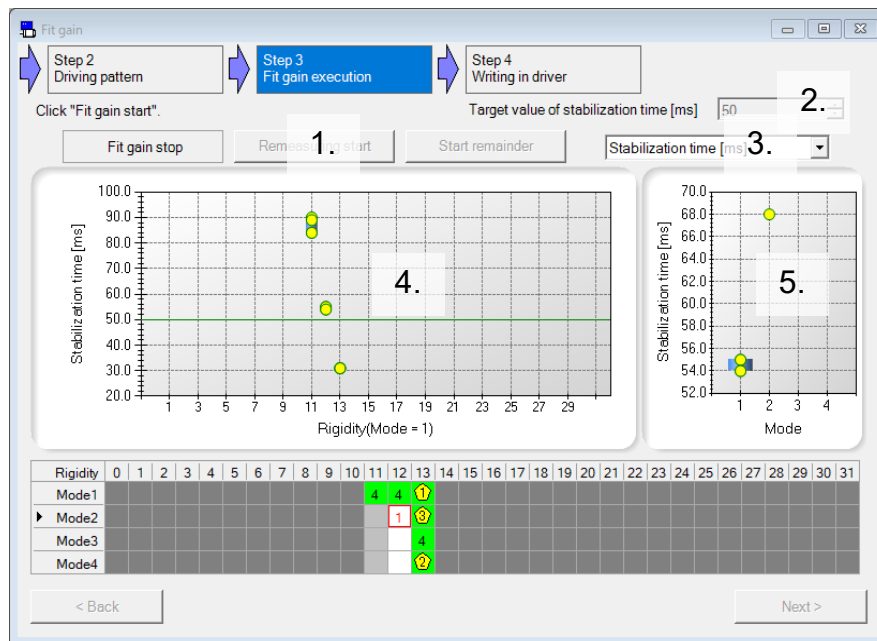 Fit gain
Step 2
Driving pattern
Step 3
Fit gain execution
Step 4
Writing in driver
Click "Fit gain start".
Target value of stabilization time [ms]
50
2.
Fit gain stop
Remeasuring start
1.
Start remainder
Stabilization time [ms]
3.
100.0
90.0
80.0
70.0
60.0
50.0
40.0
30.0
20.0
Stabilization time [ms]
4.
1 3 5 7 9 11 13 15 17 19 21 23 25 27 29
Rigidity(Mode = 1)
70.0
68.0
66.0
64.0
62.0
60.0
58.0
56.0
54.0
52.0
Stabilization time [ms]
5.
1 2 3 4
Mode
Rigidity 0 1 2 3 4 5 6 7 8 9 10 11 12 13 14 15 16 17 18 19 20 21 22 23 24 25 26 27 28 29 30 31
Mode1 4 4 1
Mode2 1 3
Mode3 4
Mode4 2
< Back
Next >